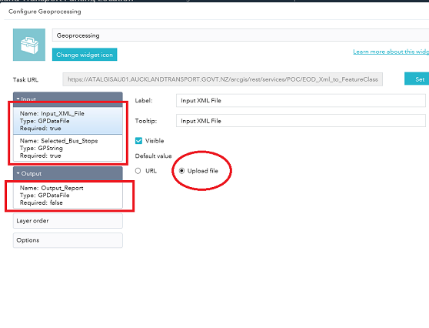 Configure Geoprocessing
Geoprocessing
Change widget icon
Learn more about this widg
Task URL
https://ATALGISAU01.AUCKLANDTRANSPORT.GOVT.NZ/arcgis/rest/services/POC/EOD_Xml_to_FeatureClass
Set
Input
Name: Input_XML_File
Type: GPDataFile
Required: true
Name: Selected_Bus_Stops
Type: GPString
Required: true
Output
Name: Output_Report
Type: GPDataFile
Required: false
Layer order
Options
Label:
Input XML File
Tooltip:
Input XML File
Visible
Default value
URL
Upload file